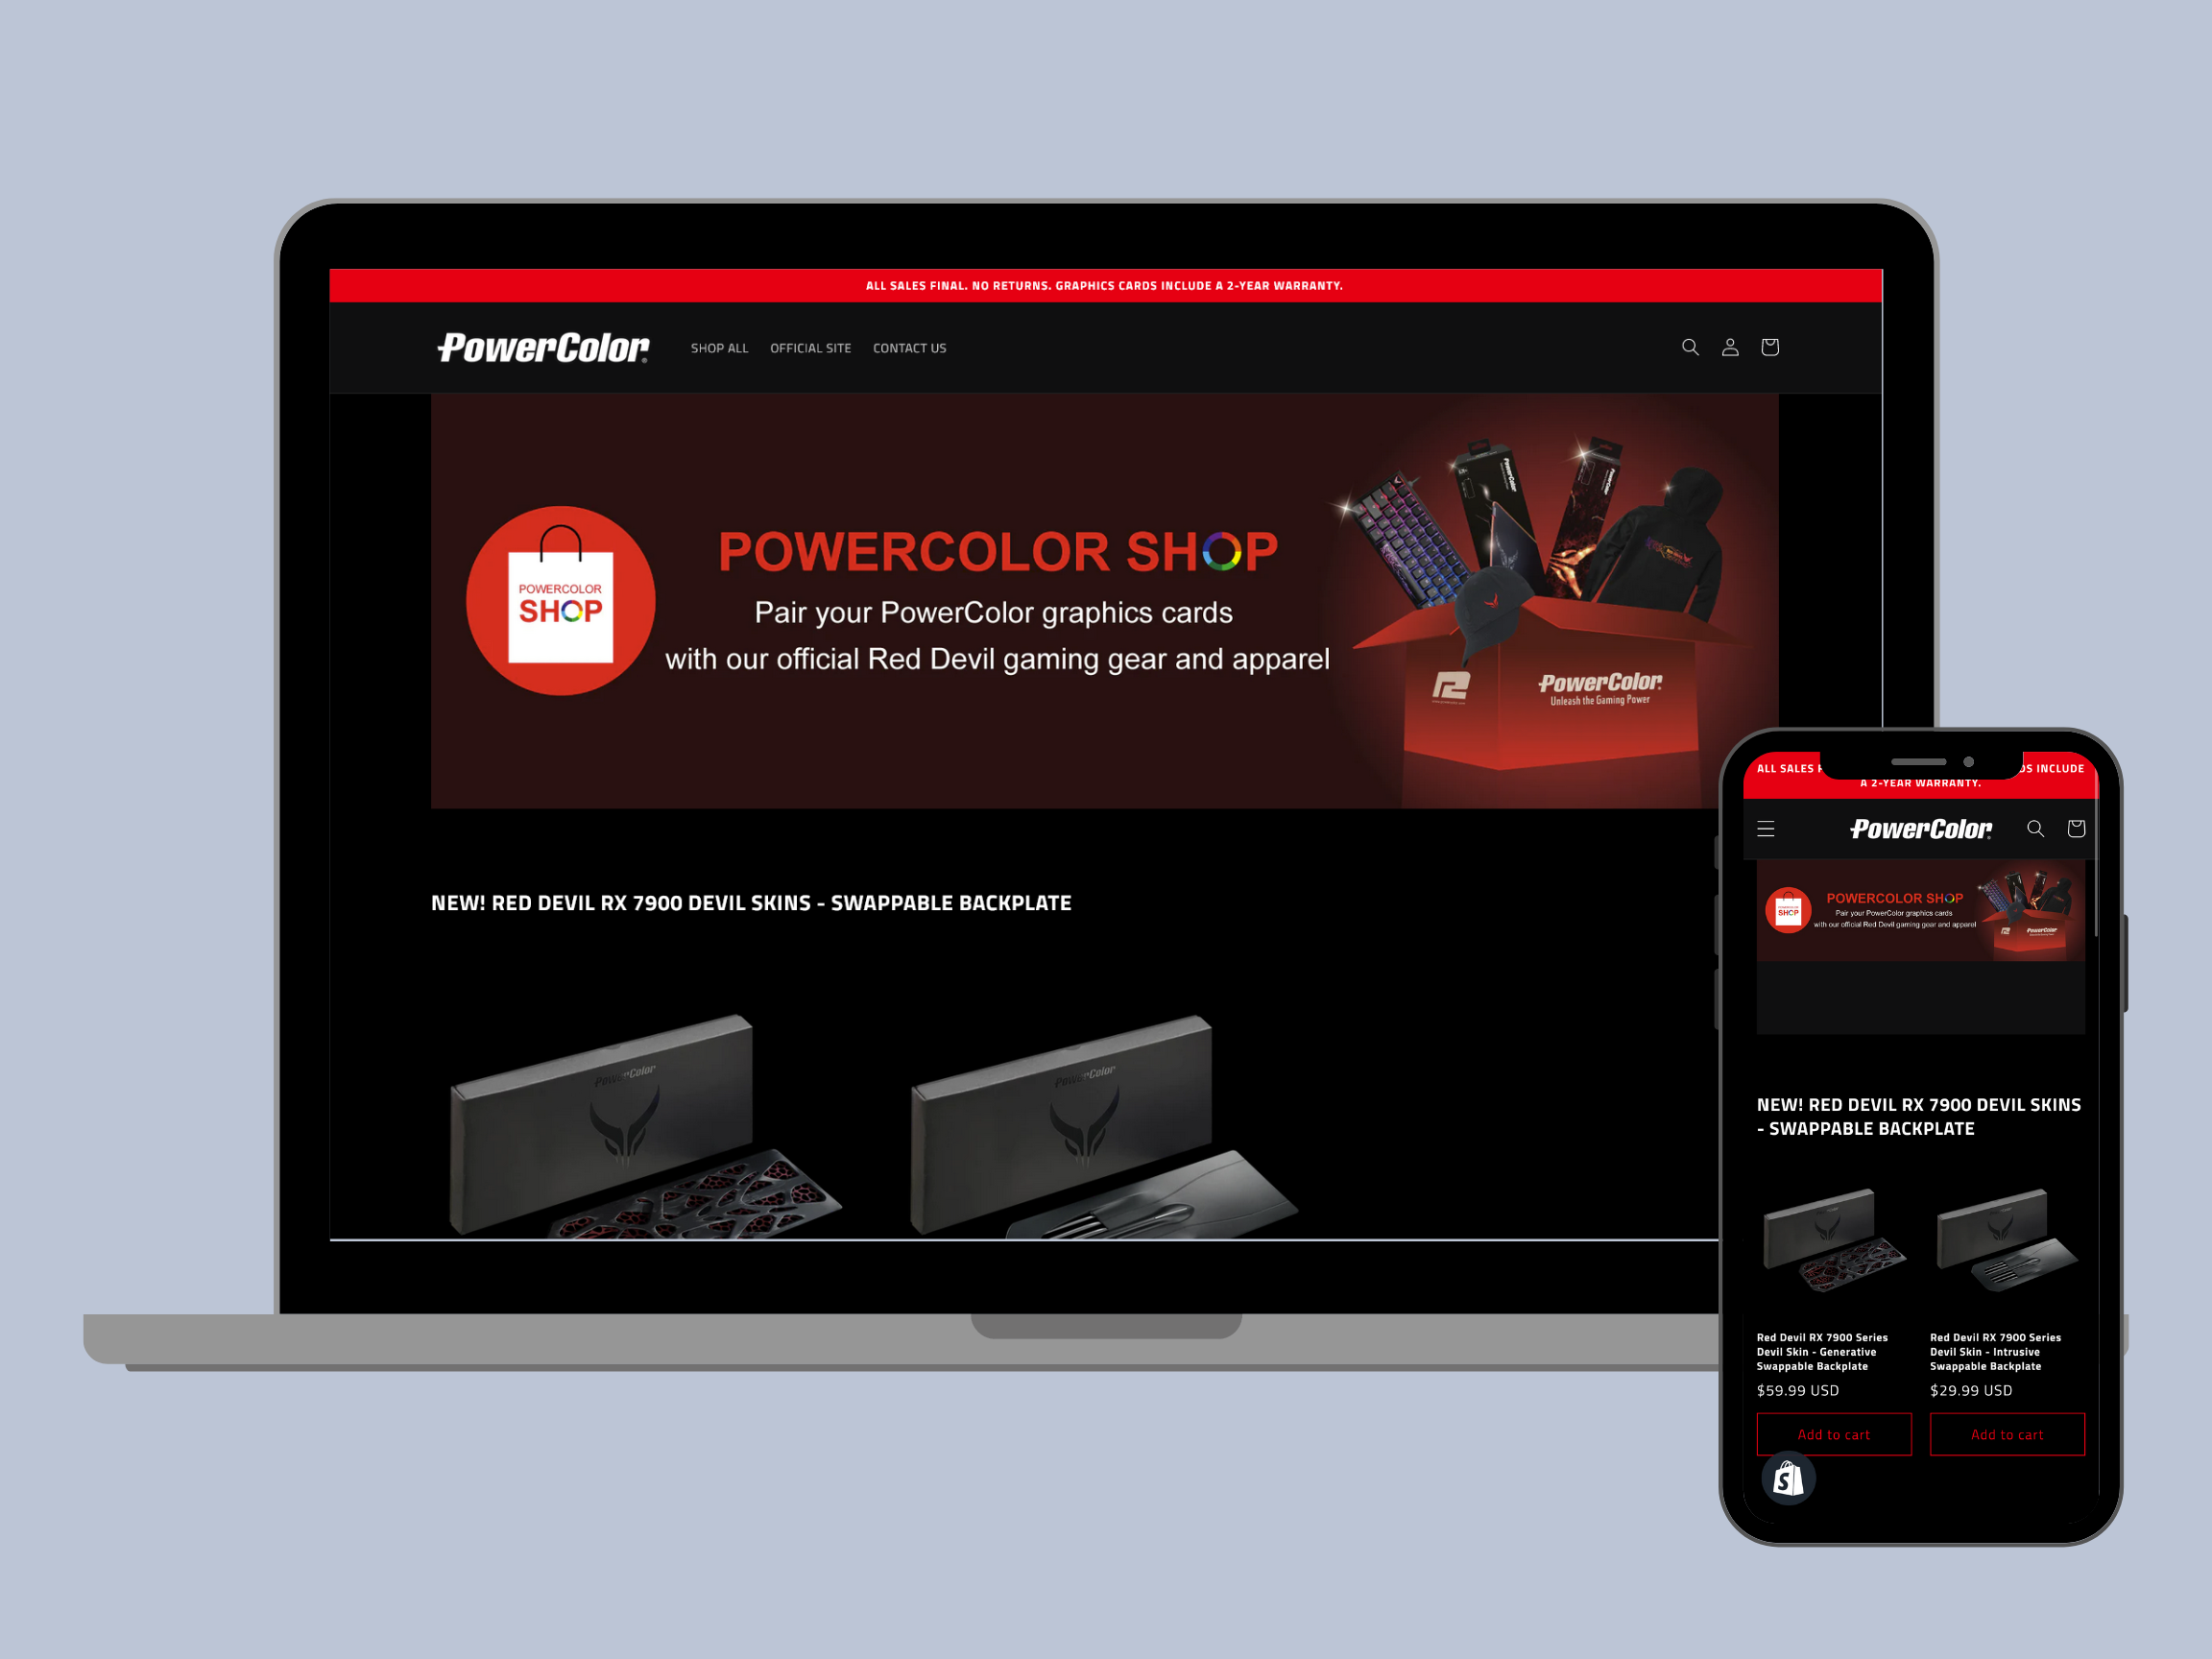 ALL SALES FINAL. NO RETURNS. GRAPHICS CARDS INCLUDE A 2-YEAR WARRANTY.
PowerColor
SHOP ALL
OFFICIAL SITE
CONTACT US
POWERCOLOR
SHOP
POWERCOLOR SHOP
Pair your PowerColor graphics cards
with our official Red Devil gaming gear and apparel
PowerColor
PowerColor
PowerColor
Unleash the Gaming Power
NEW! RED DEVIL RX 7900 DEVIL SKINS - SWAPPABLE BACKPLATE
PowerColor
PowerColor
ALL SALES
DS INCLUDE
A 2-YEAR WARRANTY.
PowerColor
SHOP
POWERCOLOR SHOP
Pair your PowerColor graphics cards
with our official Red Devil gaming gear and apparel
PowerColor
NEW! RED DEVIL RX 7900 DEVIL SKINS
- SWAPPABLE BACKPLATE
Red Devil RX 7900 Series
Devil Skin - Generative
Swappable Backplate
$59.99 USD
Add to cart
Red Devil RX 7900 Series
Devil Skin - Intrusive
Swappable Backplate
$29.99 USD
Add to cart